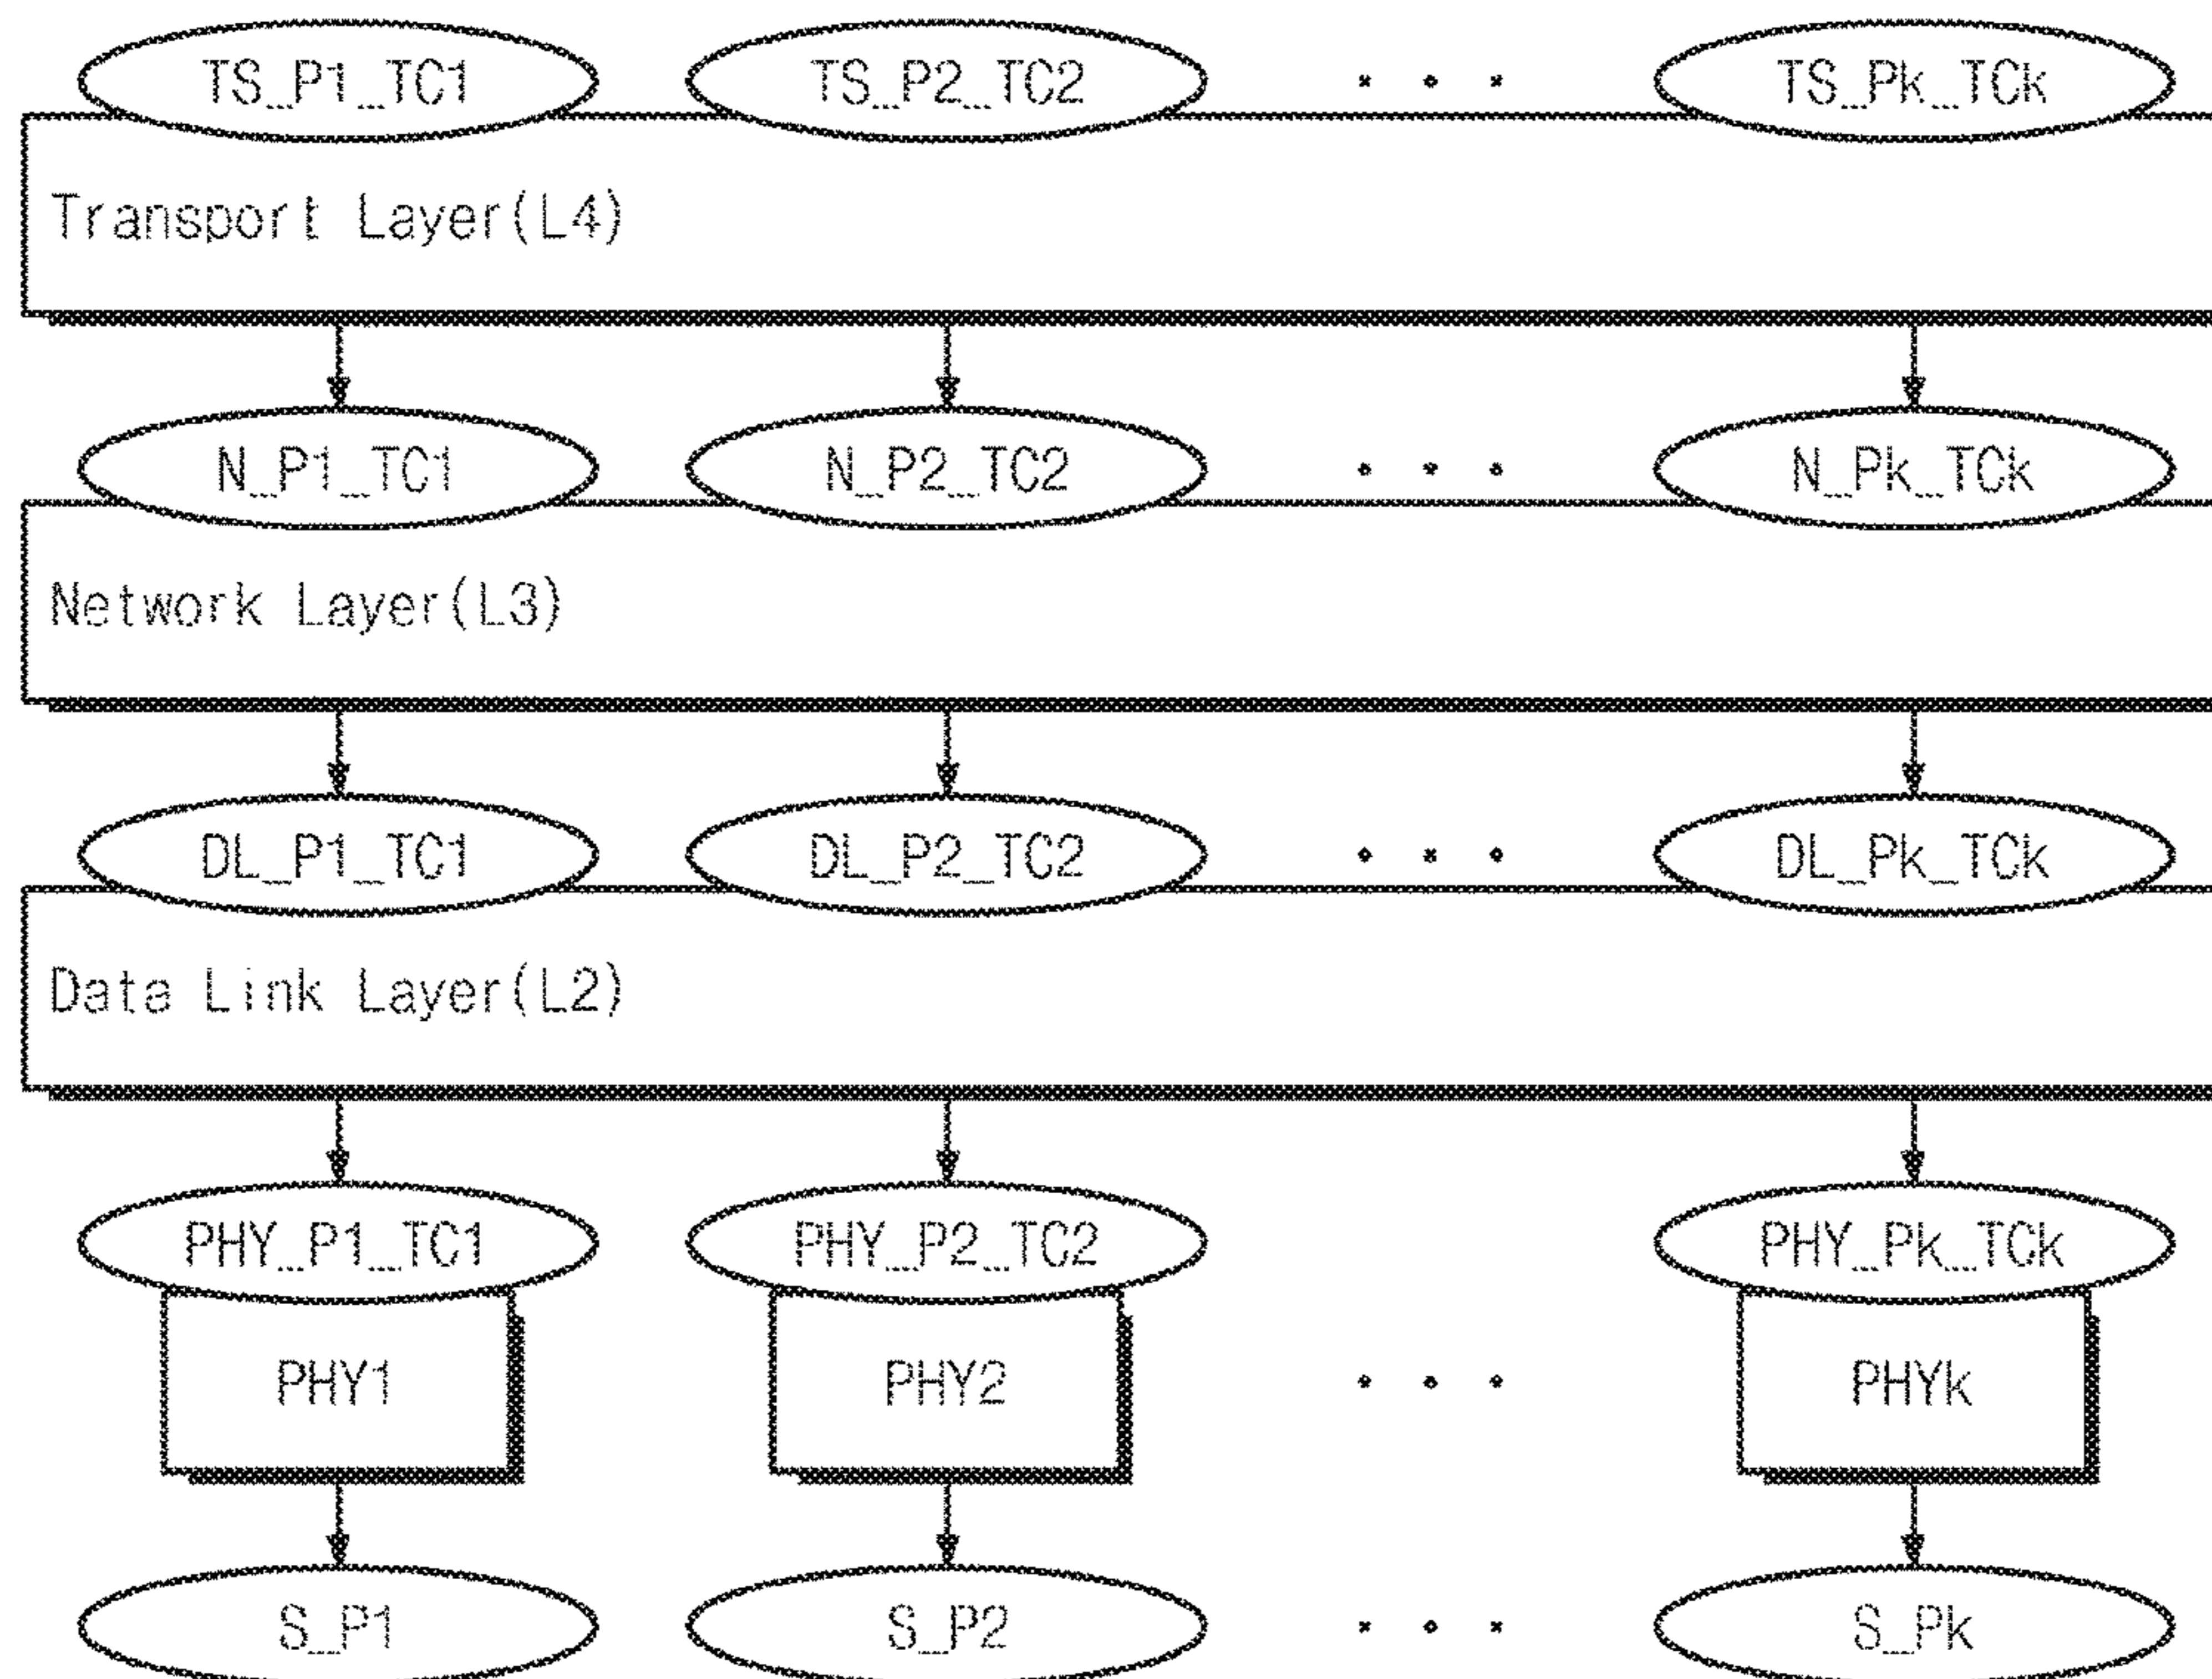 TS_P1_TC1 TS_P2_TC2 . . . TS_Pk_TCk
Transport Layer(L4)
N_P1_TC1 N_P2_TC2 . . . N_Pk_TCk
Network Layer(L3)
DL_P1_TC1 DL_P2_TC2 . . . DL_Pk_TCk
Data Link Layer(L2)
PHY_P1_TC1 PHY_P2_TC2 PHY_Pk_TCk
PHY1 PHY2 . . . PHYk
S_P1 S_P2 . . . S_Pk